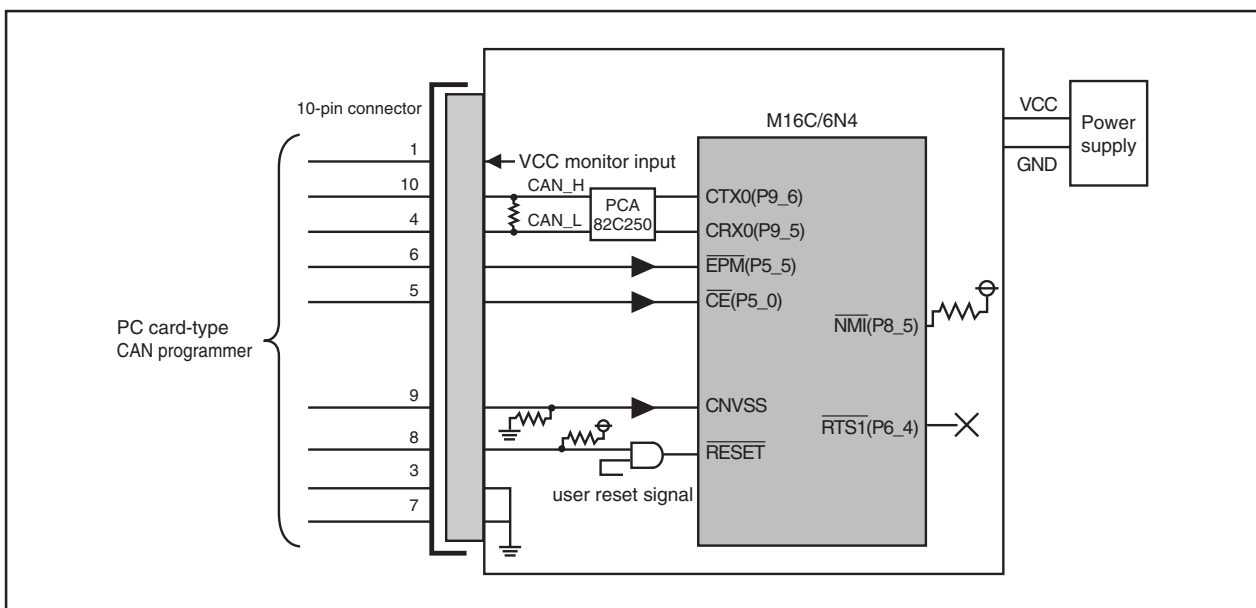 10-pin connector
M16C/6N4
VCC
Power
supply
GND
1
VCC monitor input
10
CAN_H
PCA
82C250
CTX0(P9_6)
4
CAN_L
CRX0(P9_5)
6
EPM(P5_5)
5
CE(P5_0)
NMI(P8_5)
PC card-type
CAN programmer
9
CNVSS
RTS1(P6_4)
8
RESET
user reset signal
3
7